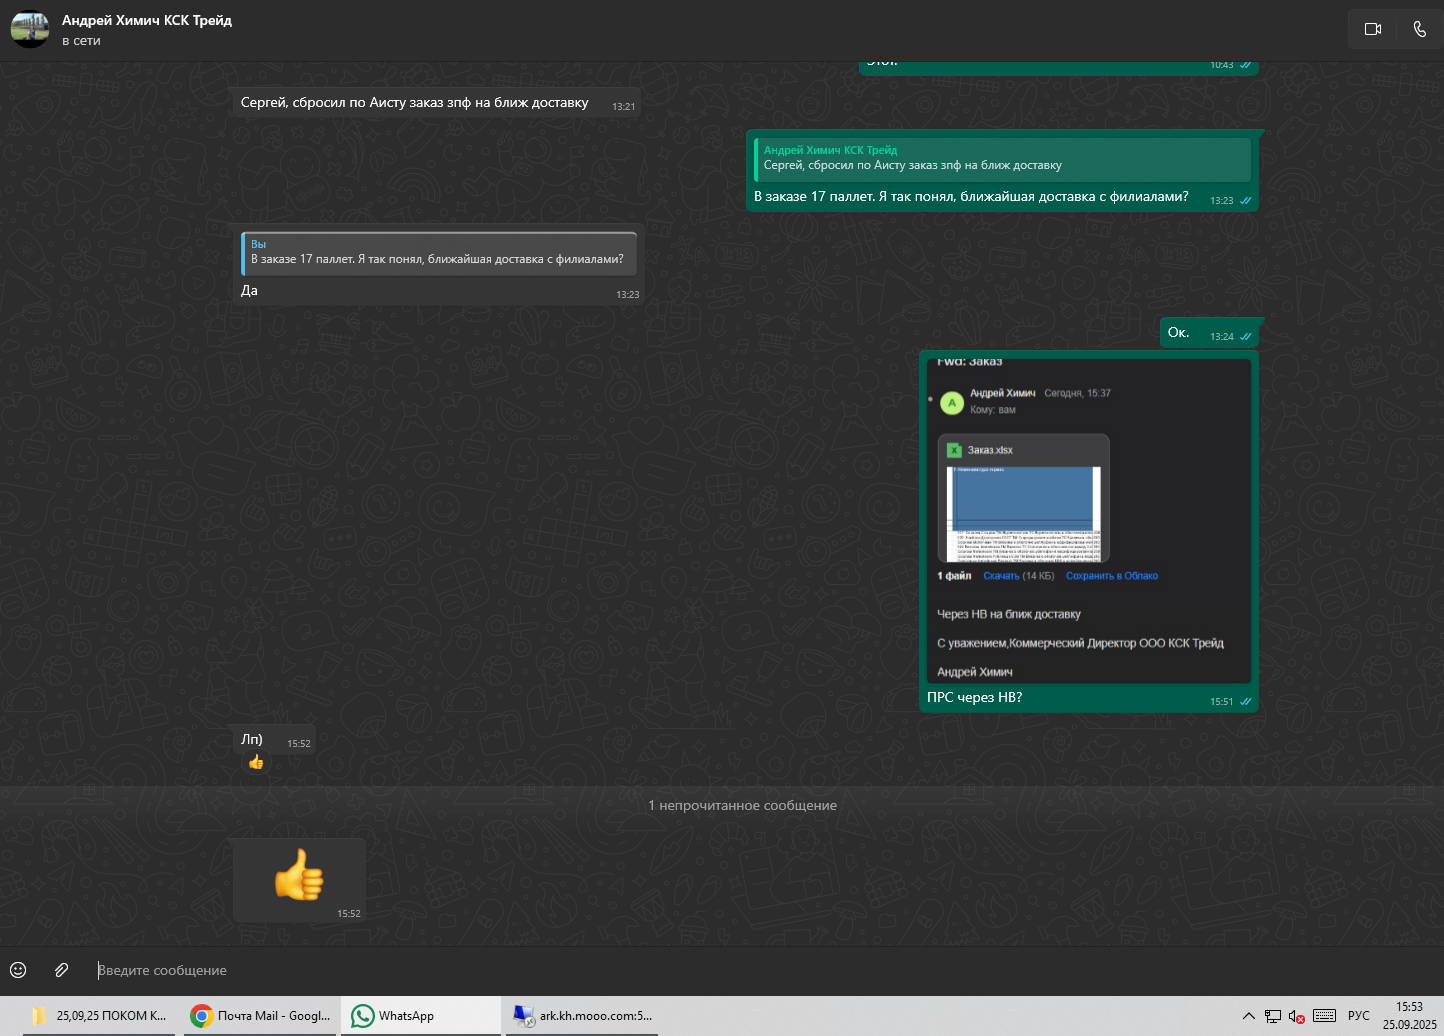 Андрей Химич КСК Трейд
в сети
Этот.
10:43
Сергей, сбросил по Аисту заказ зпф на ближ доставку
13:21
Андрей Химич КСК Трейд
Сергей, сбросил по Аисту заказ зпф на ближ доставку
В заказе 17 паллет. Я так понял, ближайшая доставка с филиалами?
13:23
Вы
В заказе 17 паллет. Я так понял, ближайшая доставка с филиалами?
Да
13:23
Ок.
13:24
Fwd: Заказ
Андрей Химич Сегодня, 15:37
А
Кому: вам
X
Заказ.xlsx
1 файл Скачать (14 КБ) Сохранить в Облако
Через НВ на ближ доставку
С уважением,Коммерческий Директор ООО КСК Трейд
Андрей Химич
ПРС через НВ?
15:51
Лп)
15:52
1 непрочитанное сообщение
15:52
Введите сообщение
25,09,25 ПОКОМ К...
Почта Mail - Googl...
WhatsApp
ark.kh.mooo.com:5...
РУС
15:53
25.09.2025